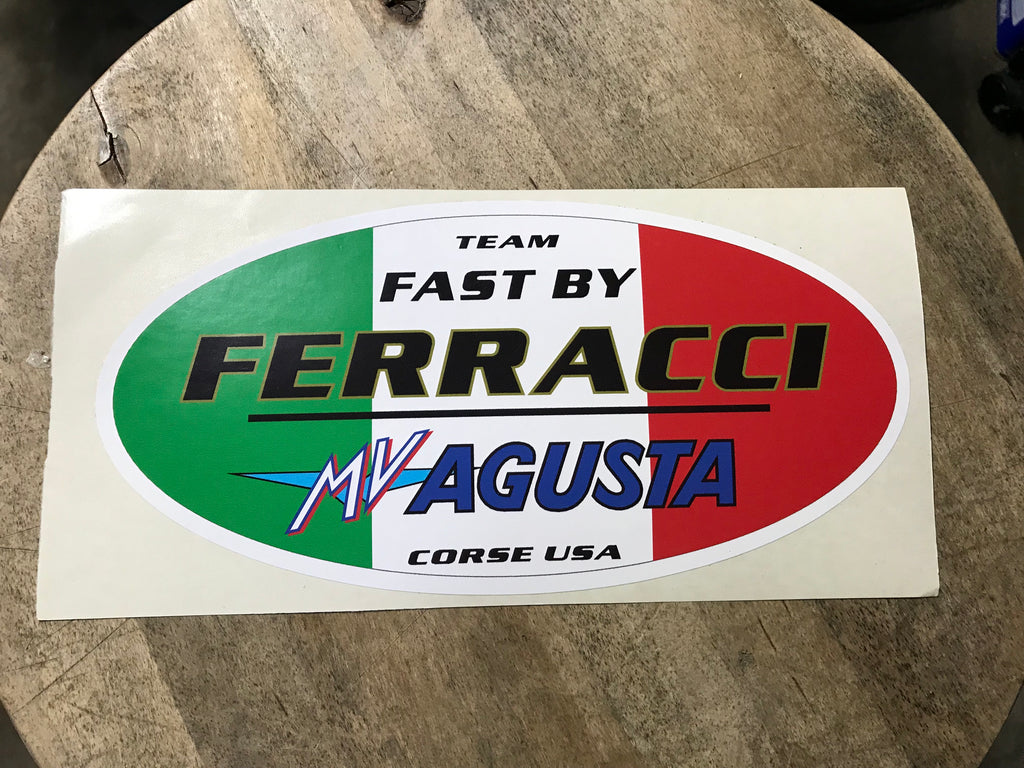 TEAM
FAST BY
FERRACCI
MV AGUSTA
CORSE USA